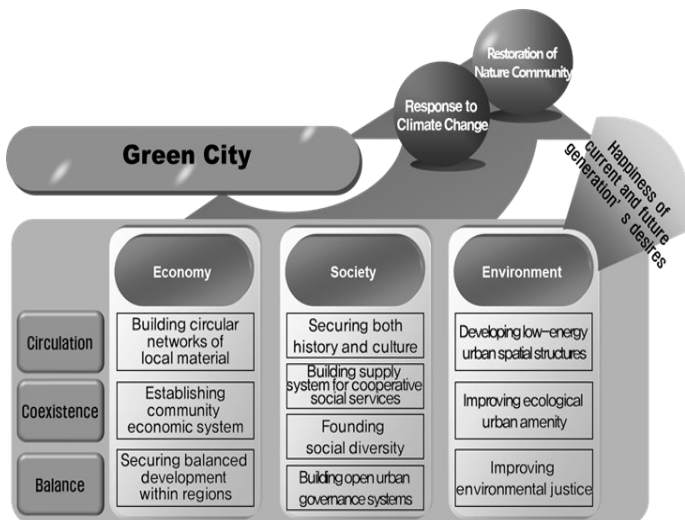 Restoration of
Nature Community
Response to
Climate Change
Green City
Happiness of
current and future
generation's desires
Economy
Society
Environment
Circulation
Building circular
networks of
local material
Securing both
history and culture
Developing low-energy
urban spatial structures
Coexistence
Establishing
community
economic system
Building supply
system for cooperative
social services
Founding
social diversity
Improving ecological
urban amenity
Balance
Securing balanced
development
within regions
Building open urban
governance systems
Improving
environmental justice